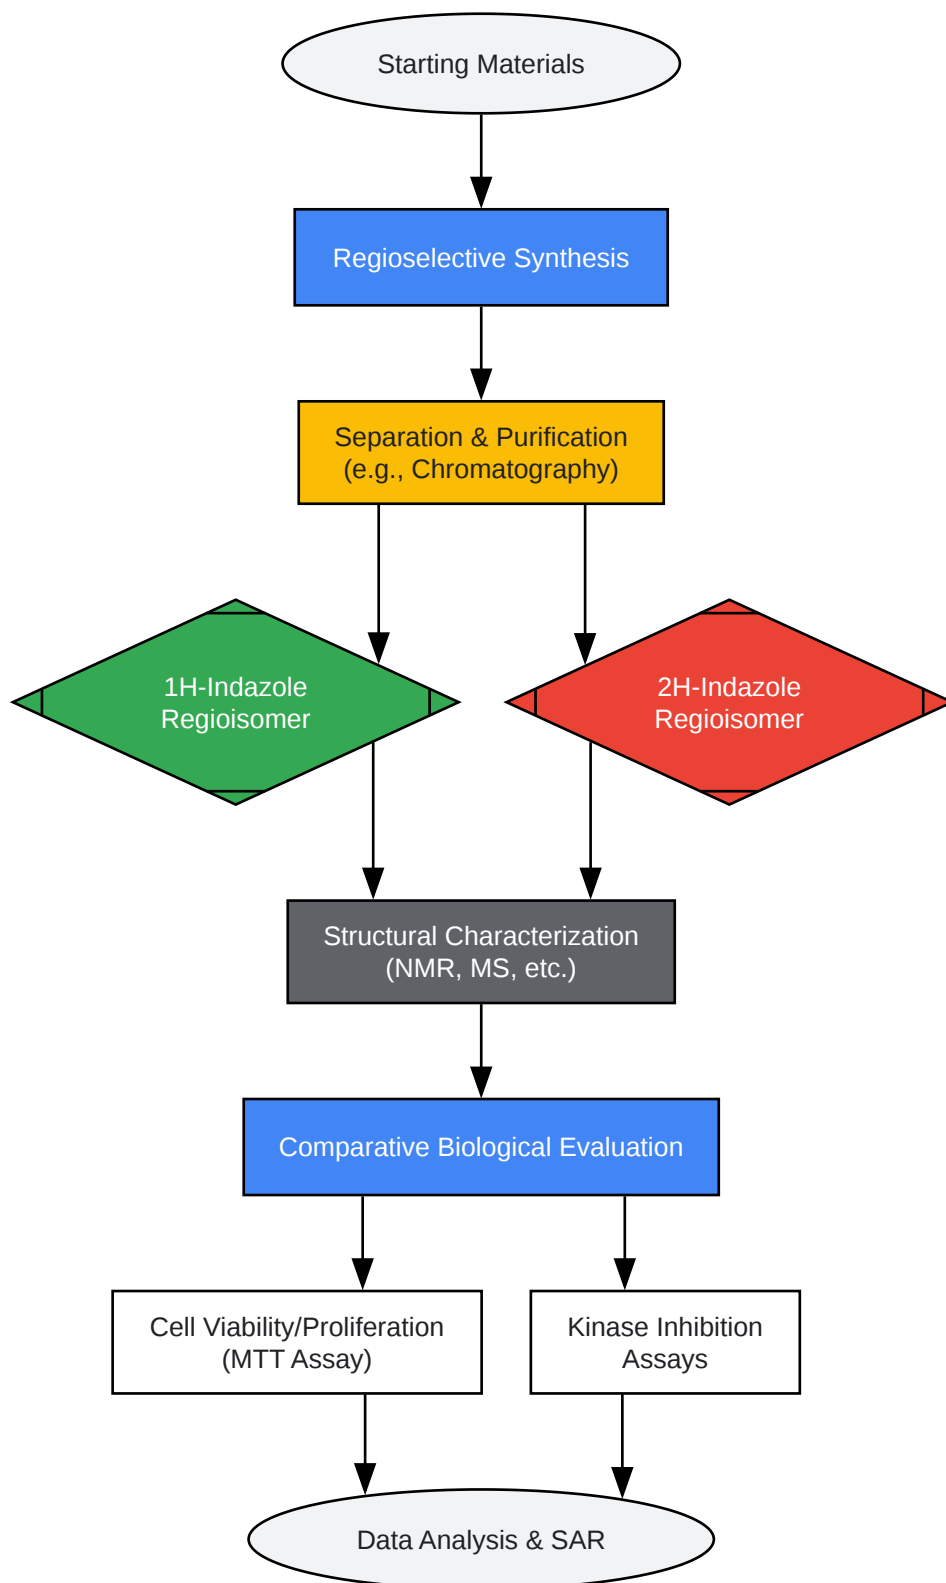 Starting Materials
Regioselective Synthesis
Separation & Purification
(e.g., Chromatography)
1H-Indazole
Regioisomer
2H-Indazole
Regioisomer
Structural Characterization
(NMR, MS, etc.)
Comparative Biological Evaluation
Cell Viability/Proliferation
(MTT Assay)
Kinase Inhibition
Assays
Data Analysis & SAR